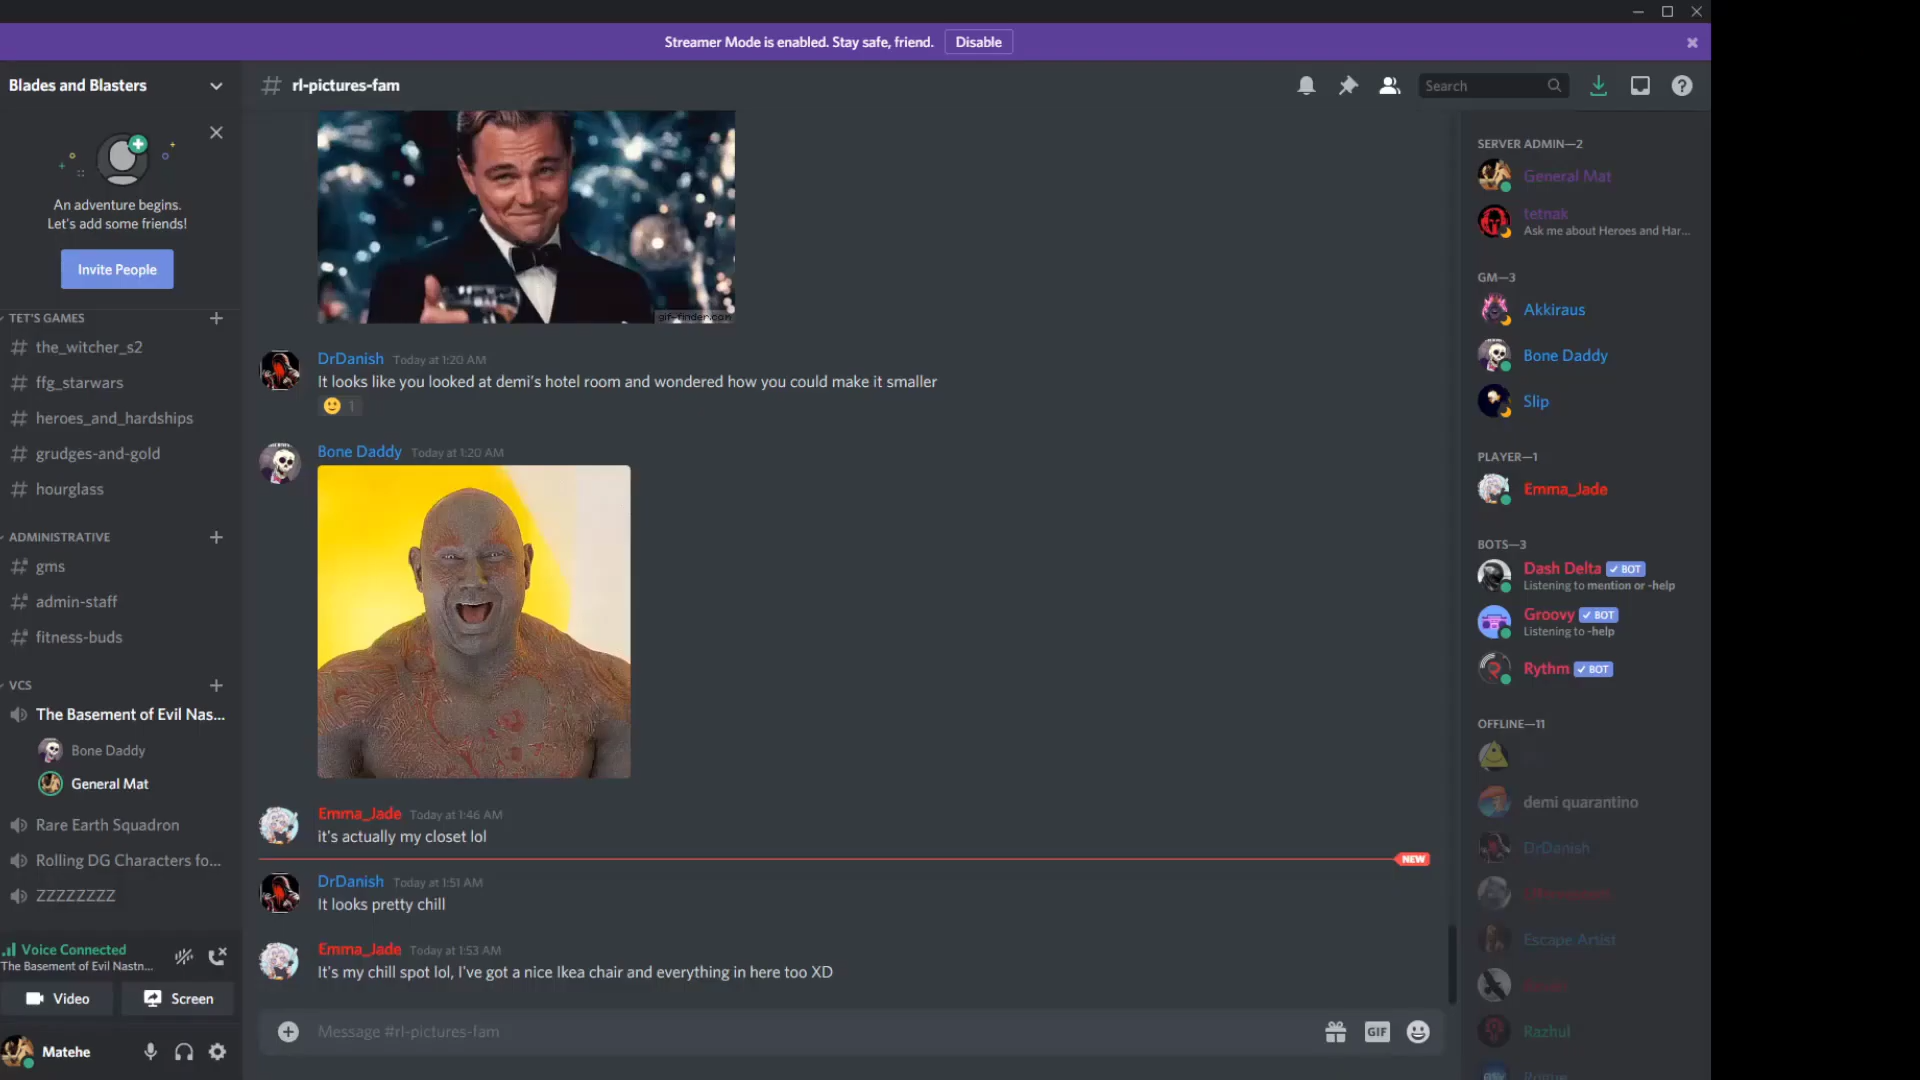 Streamer Mode is enabled. Stay safe, friend.
Disable
Blades and Blasters
rl-pictures-fam
Search
An adventure begins.
Let's add some friends!
Invite People
TET'S GAMES
the_witcher_s2
ffg_starwars
heroes_and_hardships
grudges-and-gold
hourglass
ADMINISTRATIVE
gms
admin-staff
fitness-buds
VCS
The Basement of Evil Nas...
Bone Daddy
General Mat
Rare Earth Squadron
Rolling DG Characters fo...
ZZZZZZZZ
Voice Connected
The Basement of Evil Nastn...
Video
Screen
Matehe
gif-finder.com
DrDanish Today at 1:20 AM
It looks like you looked at demi's hotel room and wondered how you could make it smaller
1
Bone Daddy Today at 1:20 AM
Emma_Jade Today at 1:46 AM
it's actually my closet lol
NEW
DrDanish Today at 1:51 AM
It looks pretty chill
Emma_Jade Today at 1:53 AM
It's my chill spot lol, I've got a nice Ikea chair and everything in here too XD
Message #rl-pictures-fam
GIF
SERVER ADMIN—2
General Mat
tetnak
Ask me about Heroes and Har...
GM—3
Akkiraus
Bone Daddy
Slip
PLAYER—1
Emma_Jade
BOTS—3
Dash Delta BOT
Listening to mention or -help
Groovy BOT
Listening to -help
Rythm BOT
OFFLINE—11
demi quarantino
DrDanish
Escape Artist
Razhul